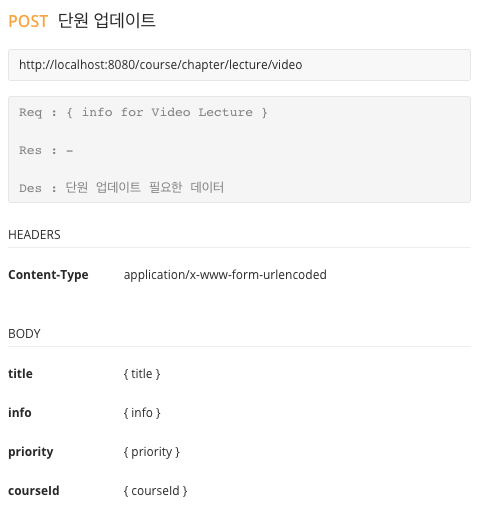 POST 단원 업데이트
http://localhost:8080/course/chapter/lecture/video
Req : { info for Video Lecture }
Res : -
Des : 단원 업데이트 필요한 데이터
HEADERS
Content-Type application/x-www-form-urlencoded
BODY
title { title }
info { info }
priority { priority }
courseId { courseId }